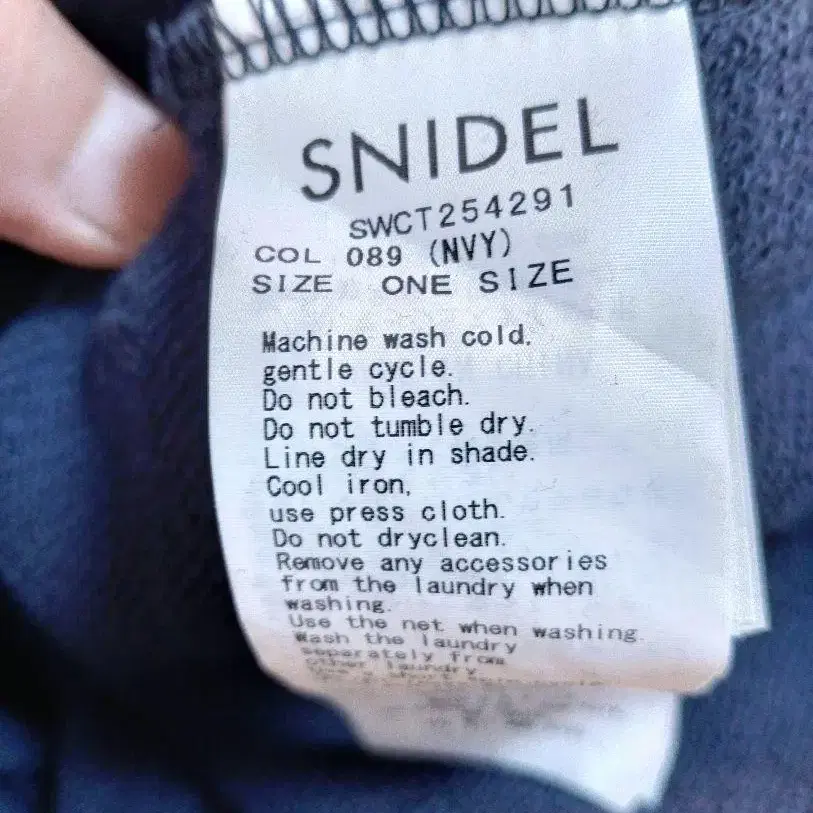 SNIDEL
SWCT254291
COL 089 (NVY)
SIZE ONE SIZE
Machine wash cold.
gentle cycle.
Do not bleach.
Do not tumble dry.
Line dry in shade.
Cool iron,
use press cloth.
Do not dryclean.
Remove any accessories
from the laundry when
washing.
Use the net when washing.
Wash the laundry
separately from
other laundry.